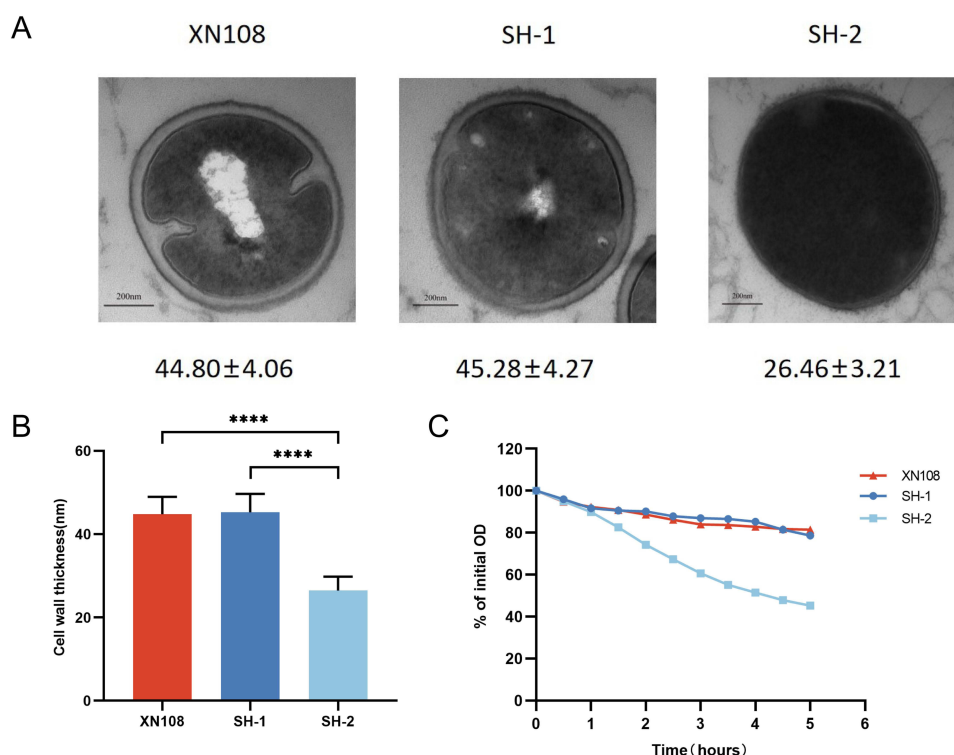 A
XN108
SH-1
SH-2
200nm
200nm
200nm
44.80±4.06
45.28±4.27
26.46±3.21
B
****
****
60
40
20
0
Cell wall thickness(nm)
XN108
SH-1
SH-2
C
120
100
80
60
40
20
0
% of initial OD
0
1
2
3
4
5
6
Time(hours)
XN108
SH-1
SH-2